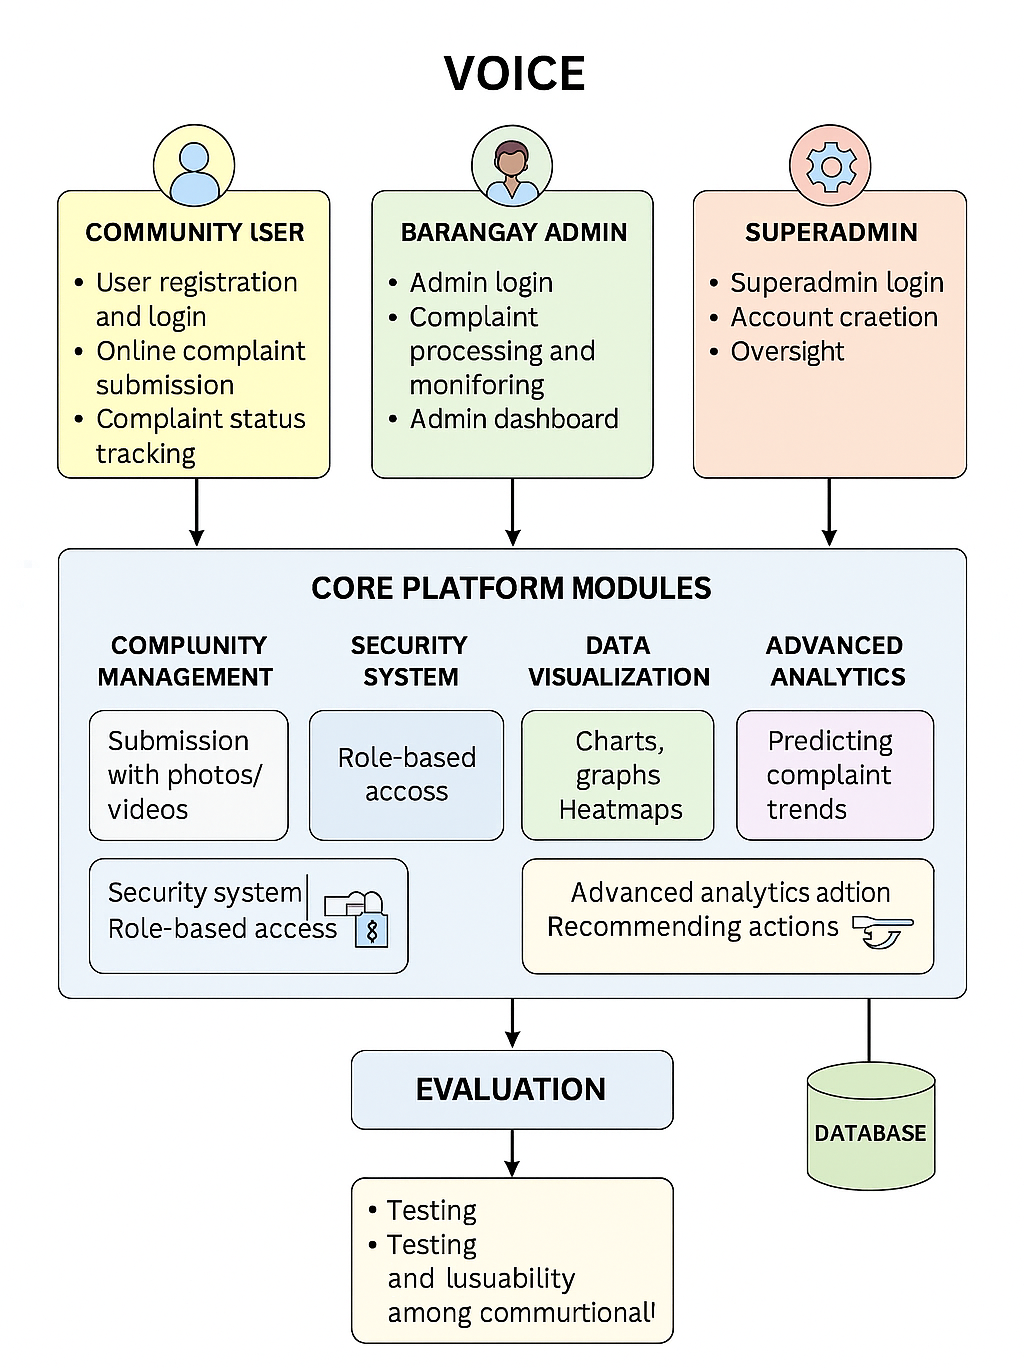 VOICE
COMMUNITY lSER
• User registration
and login
• Online complaint
submission
• Complaint status
tracking
BARANGAY ADMIN
• Admin login
• Complaint
processing and
moniforing
• Admin dashboard
SUPERADMIN
• Superadmin login
• Account craetion
• Oversight
CORE PLATFORM MODULES
COMPLUNITY
MANAGEMENT
SECURITY
SYSTEM
DATA
VISUALIZATION
ADVANCED
ANALYTICS
Submission
with photos/
videos
Role-based
accoss
Charts,
graphs
Heatmaps
Predicting
complaint
trends
Security system
Role-based access
Advanced analytics adtion
Recommending actions
EVALUATION
DATABASE
• Testing
• Testing
and lusuability
among commurtional!